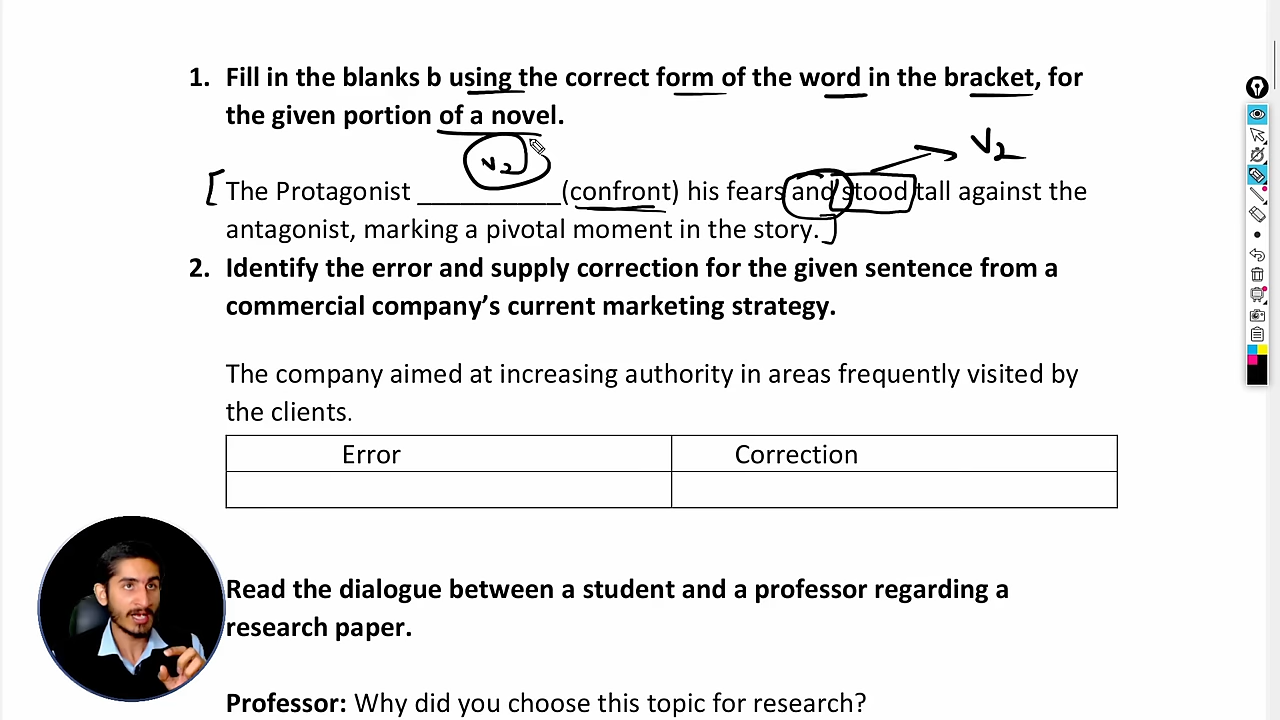 1. Fill in the blanks b using the correct form of the word in the bracket, for
the given portion of a novel.
V2
V2
The Protagonist __________(confront) his fears and stood tall against the
antagonist, marking a pivotal moment in the story.
2. Identify the error and supply correction for the given sentence from a
commercial company’s current marketing strategy.
The company aimed at increasing authority in areas frequently visited by
the clients.
Error Correction
Read the dialogue between a student and a professor regarding a
research paper.
Professor: Why did you choose this topic for research?